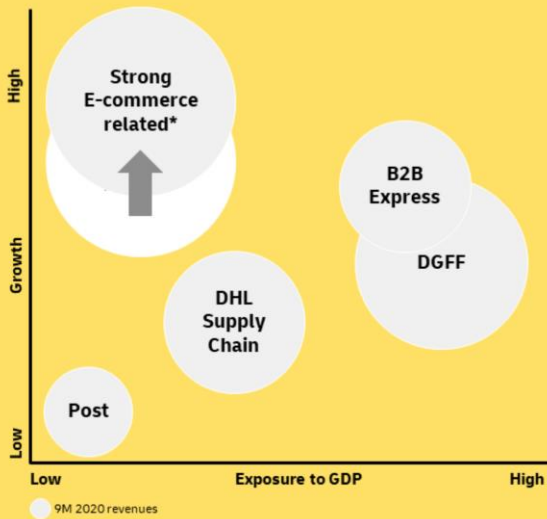 High
Growth
Low
Strong
E-commerce
related*
B2B
Express
DGFF
DHL
Supply
Chain
Post
Low
Exposure to GDP
High
9M 2020 revenues